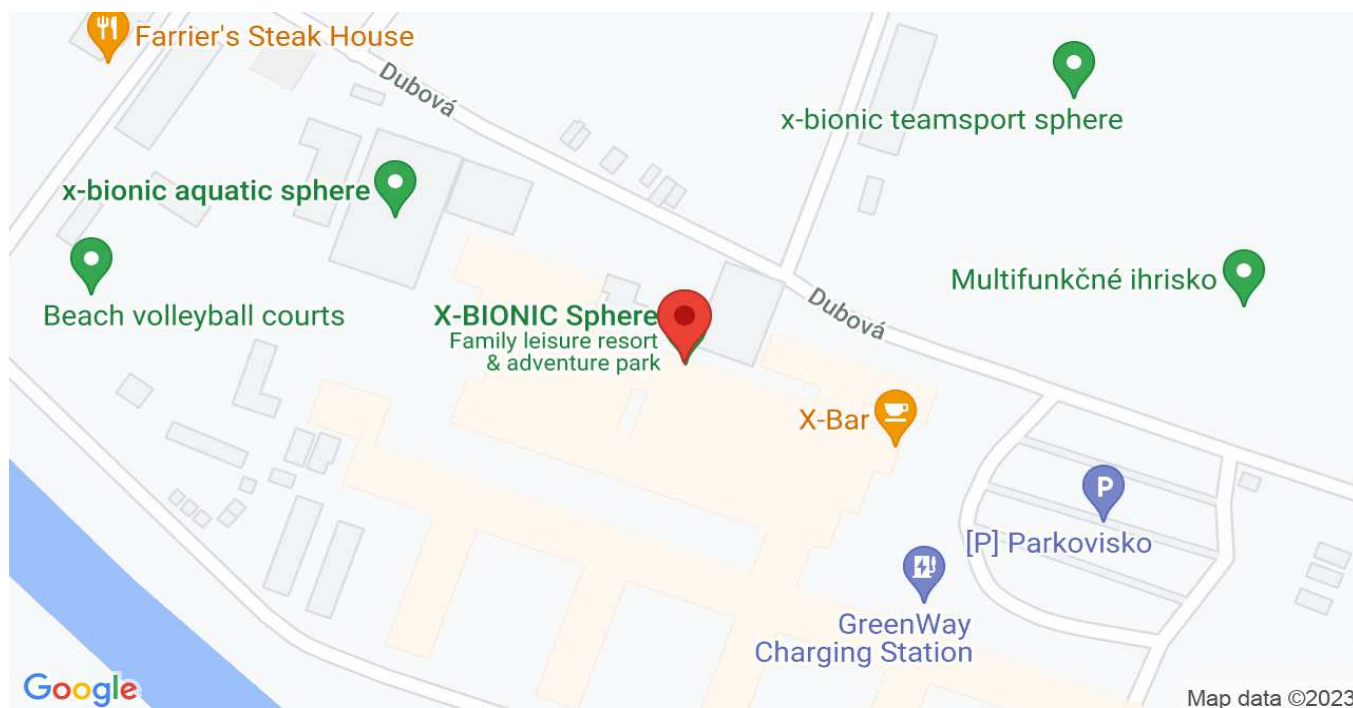 Farrier's Steak House
Dubová
x-bionic teamsport sphere
x-bionic aquatic sphere
Multifunkčné ihrisko
Beach volleyball courts
Dubová
X-BIONIC Sphere
Family leisure resort
& adventure park
X-Bar
P
[P] Parkovisko
GreenWay
Charging Station
Google
Map data ©2023